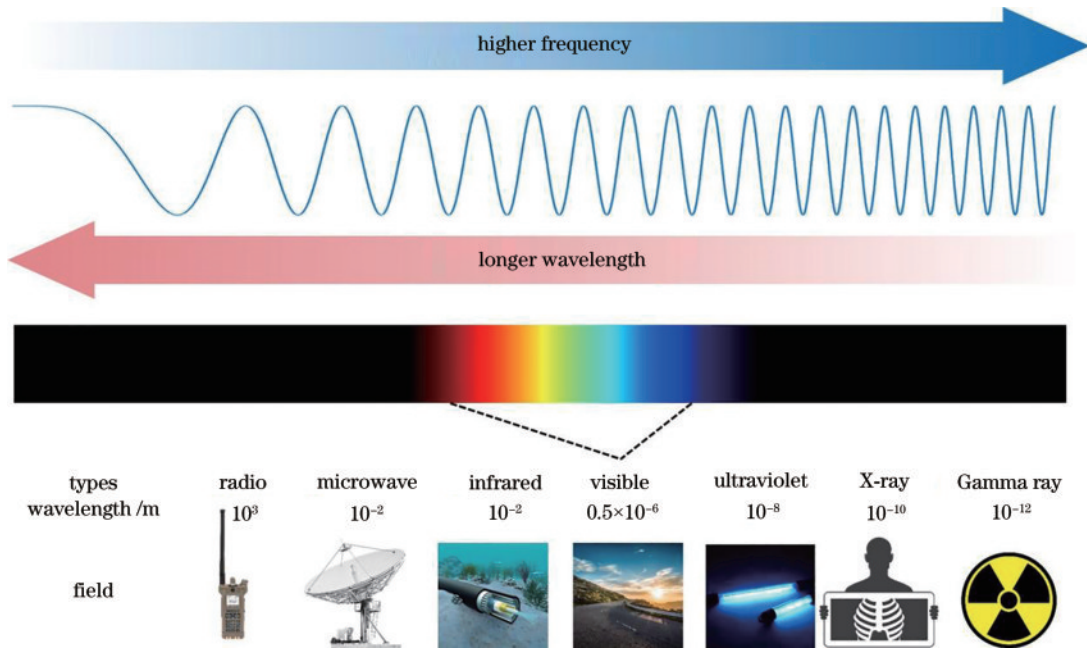 higher frequency
longer wavelength
types radio microwave infrared visible ultraviolet X-ray Gamma ray
wavelength /m 10³ 10⁻² 10⁻² 0.5×10⁻⁶ 10⁻⁸ 10⁻¹⁰ 10⁻¹²
field